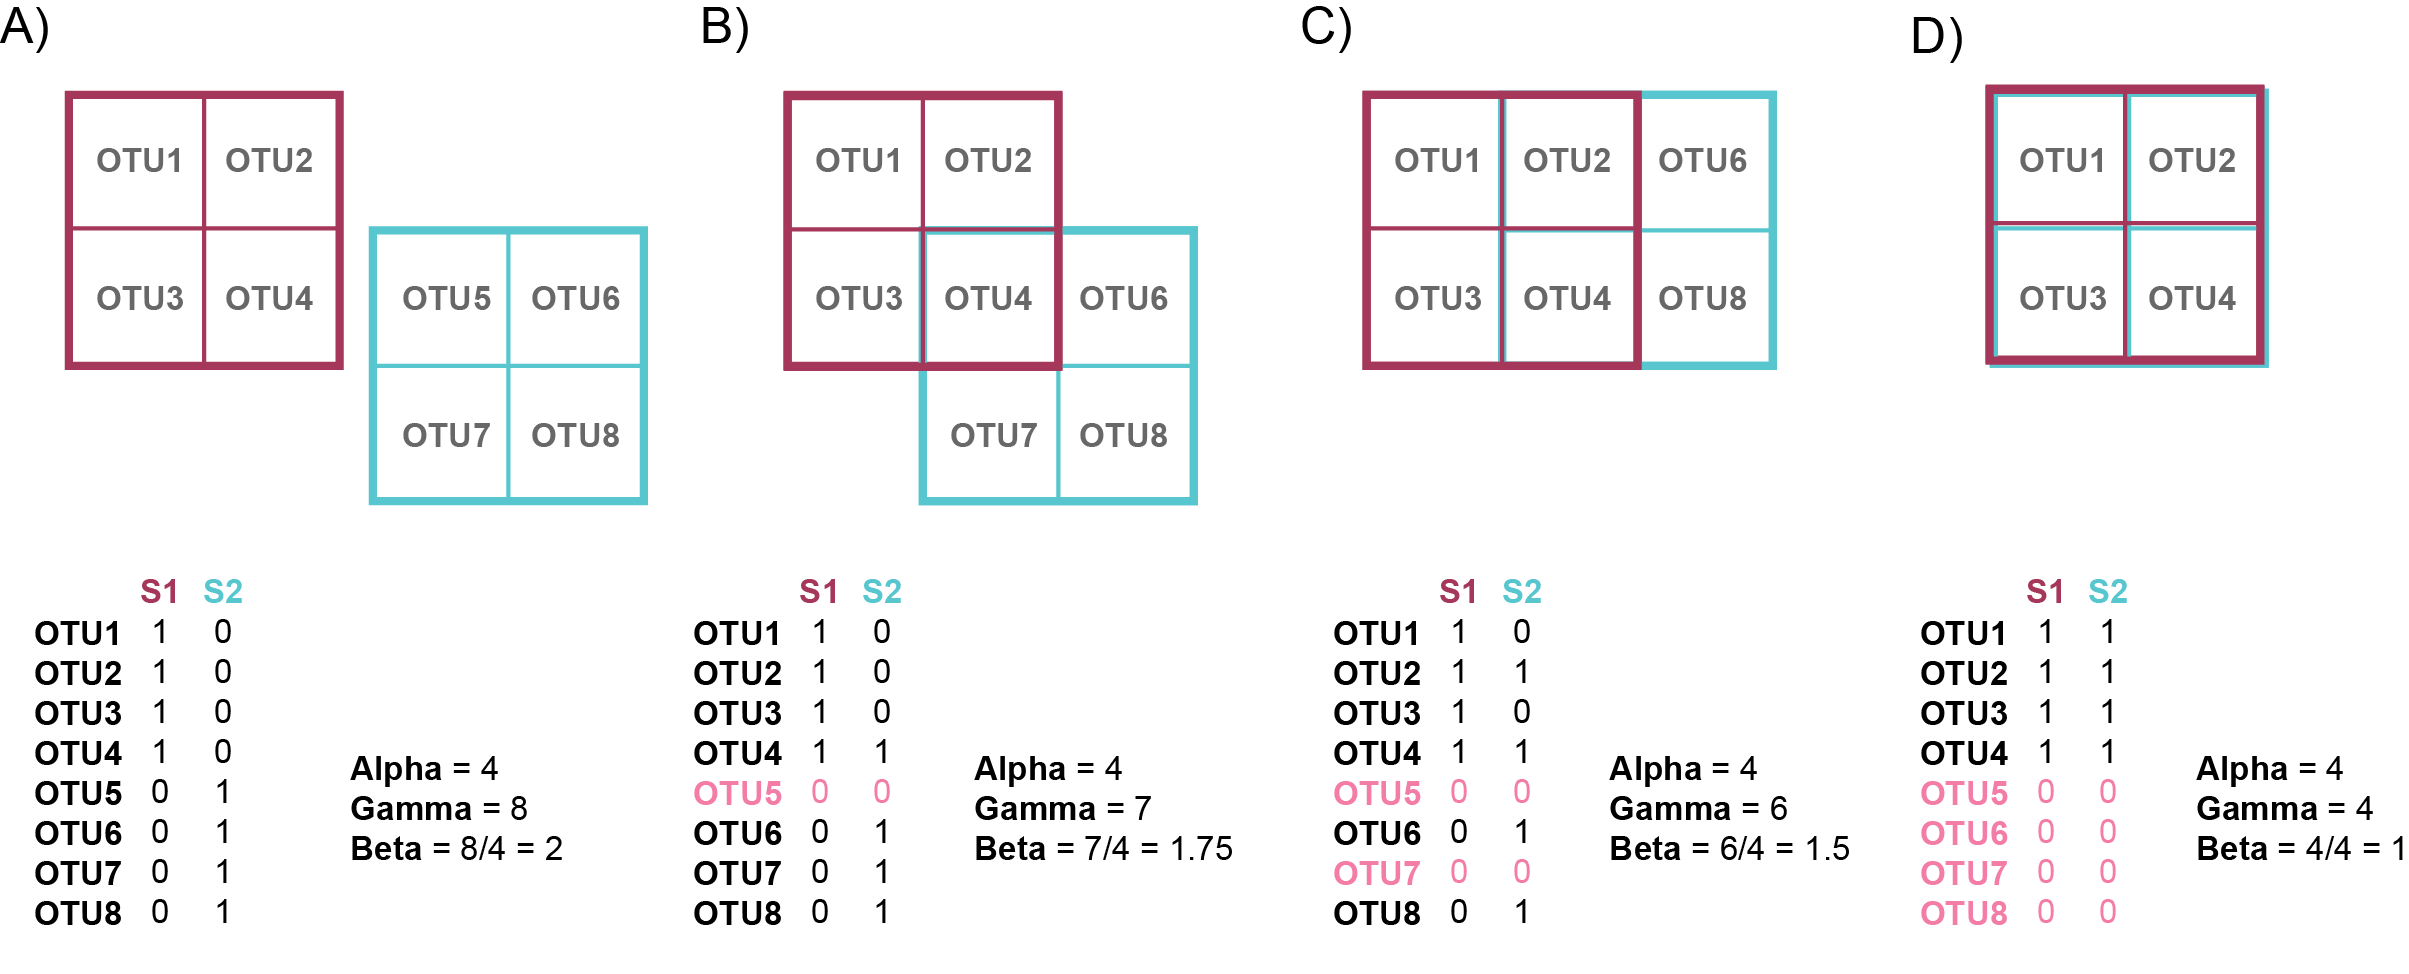 A)
OTU1 OTU2
OTU3 OTU4
OTU5 OTU6
OTU7 OTU8
S1 S2
OTU1 1 0
OTU2 1 0
OTU3 1 0
OTU4 1 0
OTU5 0 1
OTU6 0 1
OTU7 0 1
OTU8 0 1
Alpha = 4
Gamma = 8
Beta = 8/4 = 2
B)
OTU1 OTU2
OTU3 OTU4 OTU6
OTU7 OTU8
S1 S2
OTU1 1 0
OTU2 1 0
OTU3 1 0
OTU4 1 1
OTU5 0 0
OTU6 0 1
OTU7 0 1
OTU8 0 1
Alpha = 4
Gamma = 7
Beta = 7/4 = 1.75
C)
OTU1 OTU2 OTU6
OTU3 OTU4 OTU8
S1 S2
OTU1 1 0
OTU2 1 1
OTU3 1 0
OTU4 1 1
OTU5 0 0
OTU6 0 1
OTU7 0 0
OTU8 0 1
Alpha = 4
Gamma = 6
Beta = 6/4 = 1.5
D)
OTU1 OTU2
OTU3 OTU4
S1 S2
OTU1 1 1
OTU2 1 1
OTU3 1 1
OTU4 1 1
OTU5 0 0
OTU6 0 0
OTU7 0 0
OTU8 0 0
Alpha = 4
Gamma = 4
Beta = 4/4 = 1